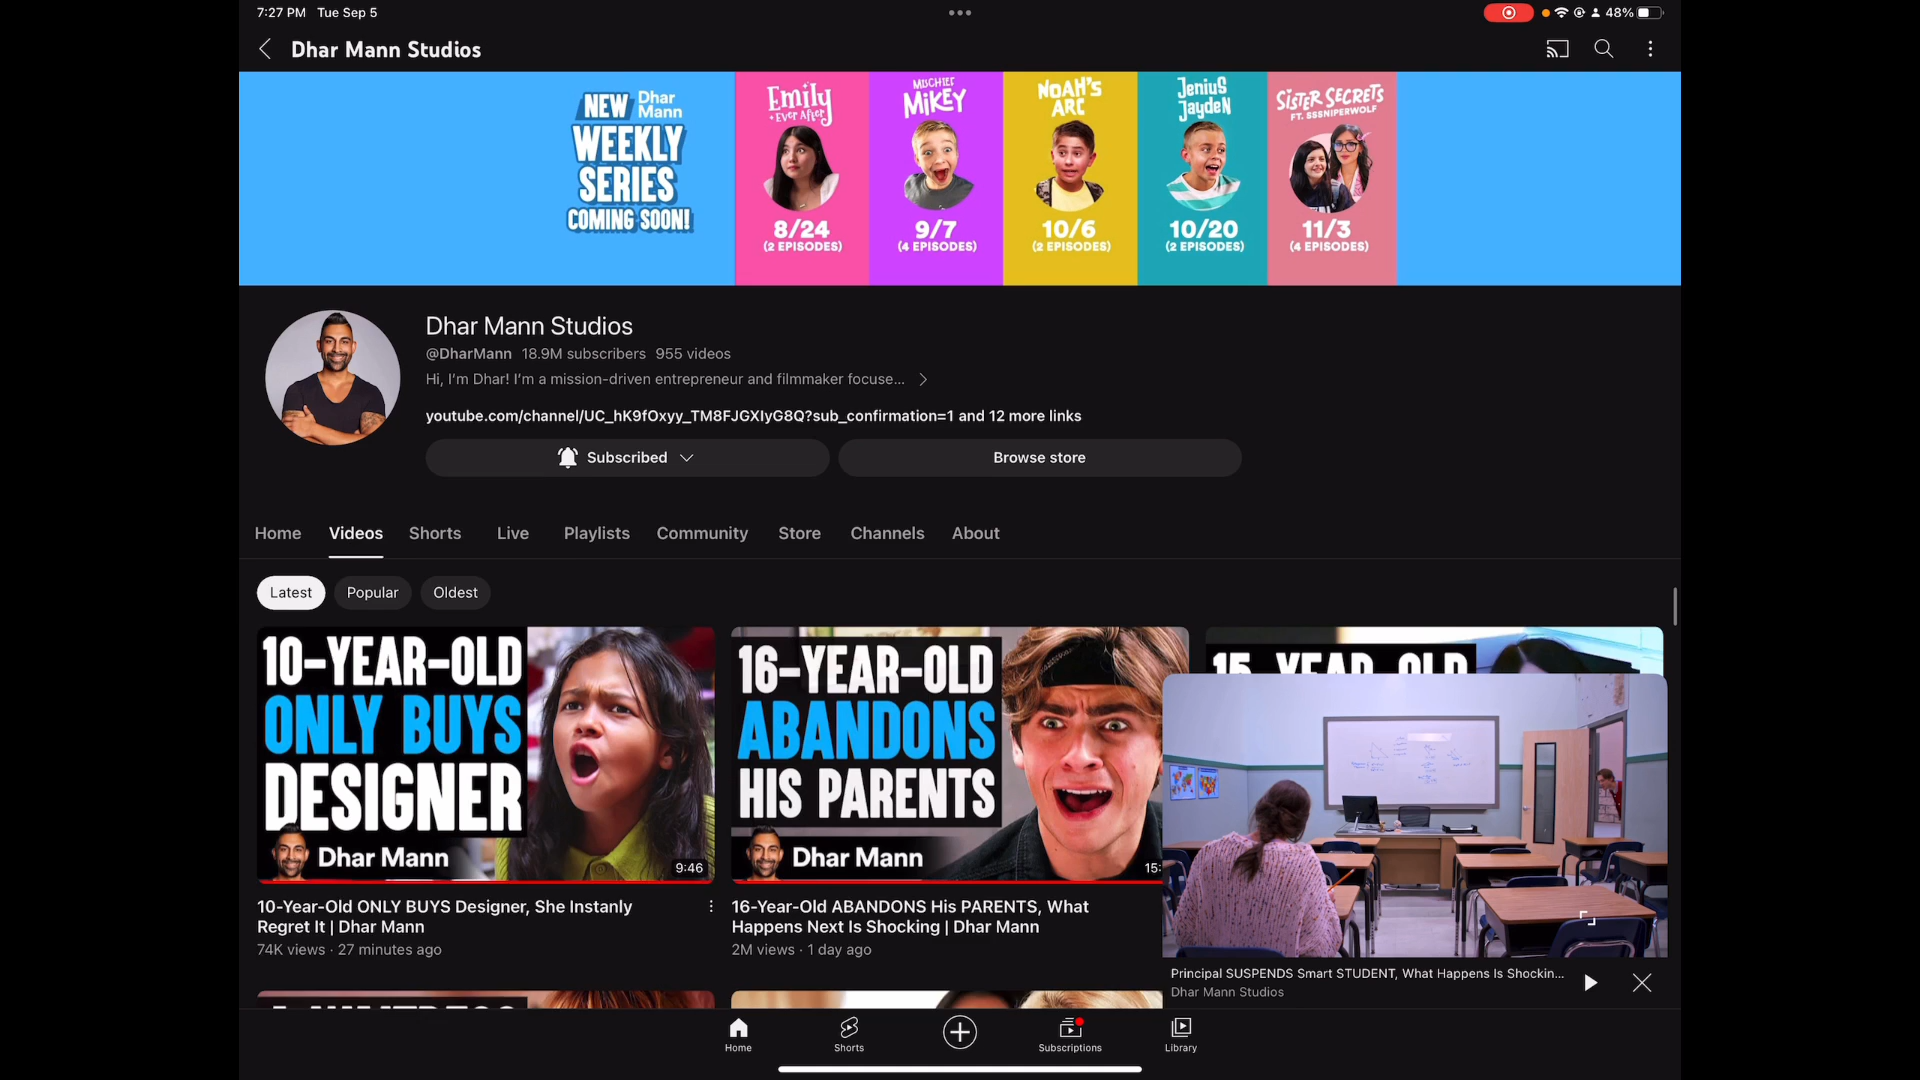 7:27 PM Tue Sep 5
48%
Dhar Mann Studios
NEW Dhar Mann
WEEKLY
SERIES
COMING SOON!
Emily
Ever After
8/24
(2 EPISODES)
MISCHIEF
MIKEY
9/7
(4 EPISODES)
NOAH'S
ARC
10/6
(2 EPISODES)
JENIUS
JAYDEN
10/20
(2 EPISODES)
SISTER SECRETS
FT. SSSNIPERWOLF
11/3
(4 EPISODES)
Dhar Mann Studios
@DharMann 18.9M subscribers 955 videos
Hi, I'm Dhar! I'm a mission-driven entrepreneur and filmmaker focuse...
youtube.com/channel/UC_hK9fOxyy_TM8FJGXIyG8Q?sub_confirmation=1 and 12 more links
Subscribed
Browse store
Home Videos Shorts Live Playlists Community Store Channels About
Latest Popular Oldest
10-YEAR-OLD
ONLY BUYS
DESIGNER
Dhar Mann
9:46
16-YEAR-OLD
ABANDONS
HIS PARENTS
Dhar Mann
15:
15-YEAR-OLD
10-Year-Old ONLY BUYS Designer, She Instanly
Regret It | Dhar Mann
74K views · 27 minutes ago
16-Year-Old ABANDONS His PARENTS, What
Happens Next Is Shocking | Dhar Mann
2M views · 1 day ago
Principal SUSPENDS Smart STUDENT, What Happens Is Shockin...
Dhar Mann Studios
Home
Shorts
Subscriptions
Library